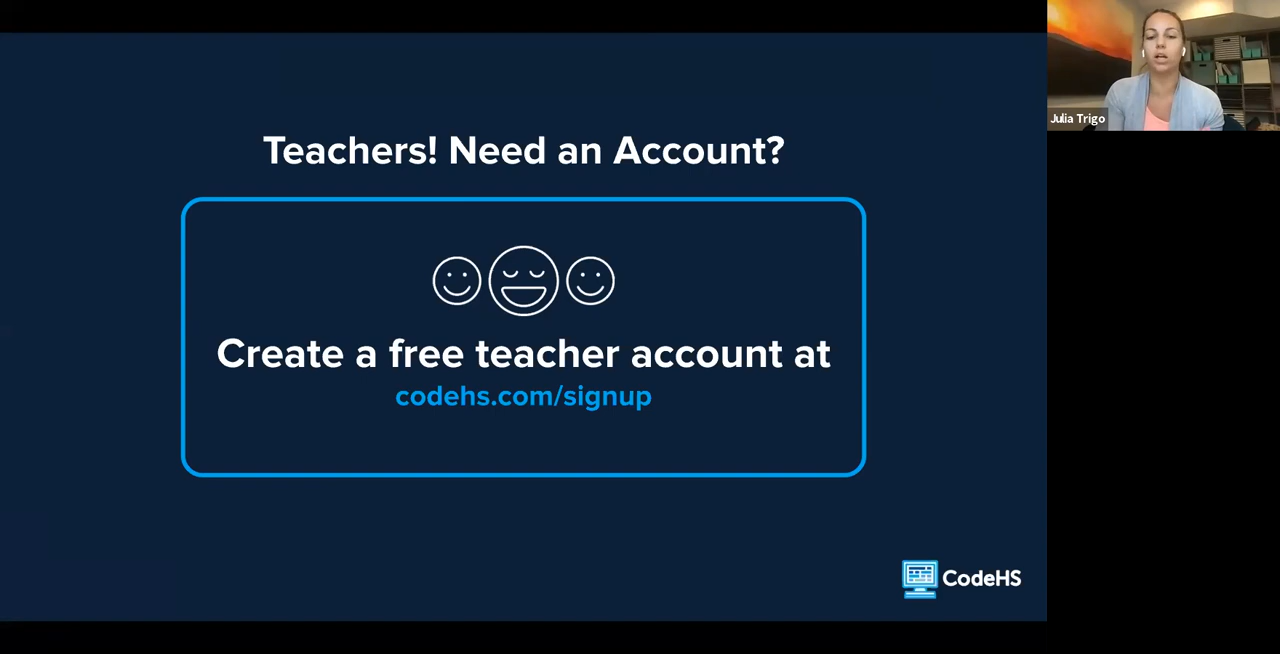 Teachers! Need an Account?
Create a free teacher account at
codehs.com/signup
CodeHS
Julia Trigo